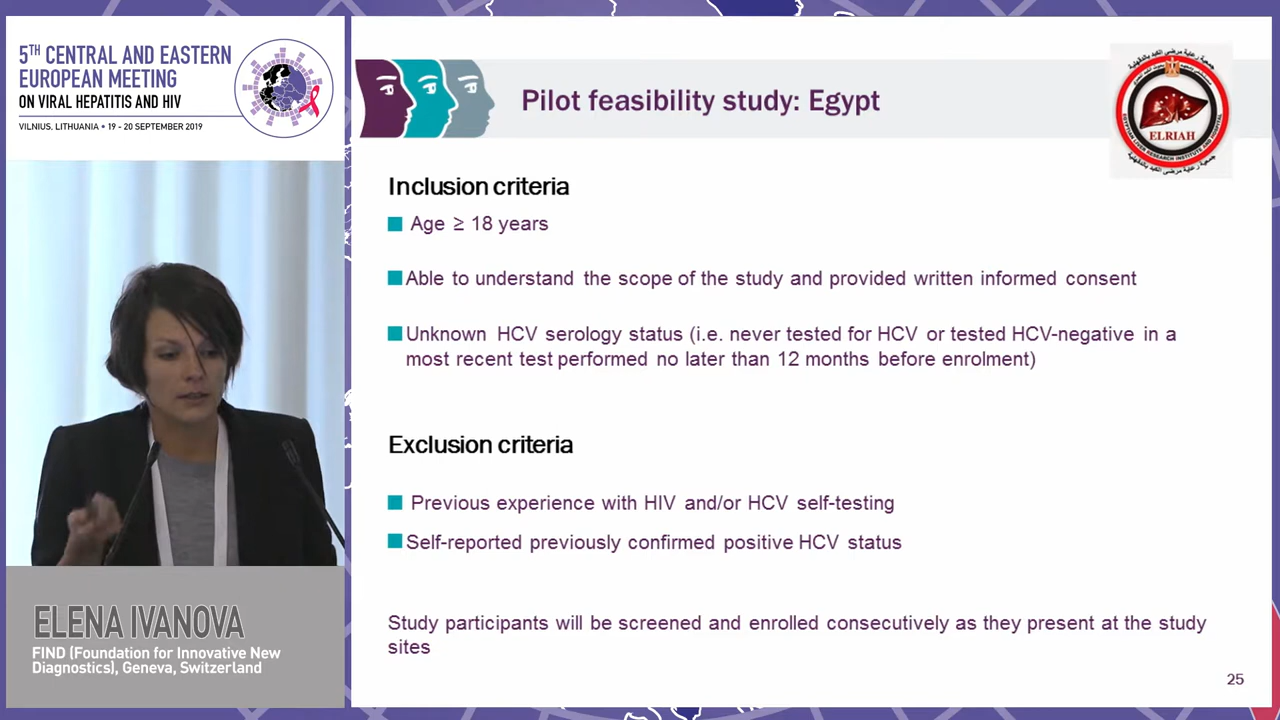 5TH CENTRAL AND EASTERN
EUROPEAN MEETING
ON VIRAL HEPATITIS AND HIV
VILNIUS, LITHUANIA • 19 - 20 SEPTEMBER 2019
Pilot feasibility study: Egypt
ELRIAH
Inclusion criteria
Age ≥ 18 years
Able to understand the scope of the study and provided written informed consent
Unknown HCV serology status (i.e. never tested for HCV or tested HCV-negative in a
most recent test performed no later than 12 months before enrolment)
Exclusion criteria
Previous experience with HIV and/or HCV self-testing
Self-reported previously confirmed positive HCV status
Study participants will be screened and enrolled consecutively as they present at the study
sites
25
ELENA IVANOVA
FIND (Foundation for Innovative New
Diagnostics), Geneva, Switzerland